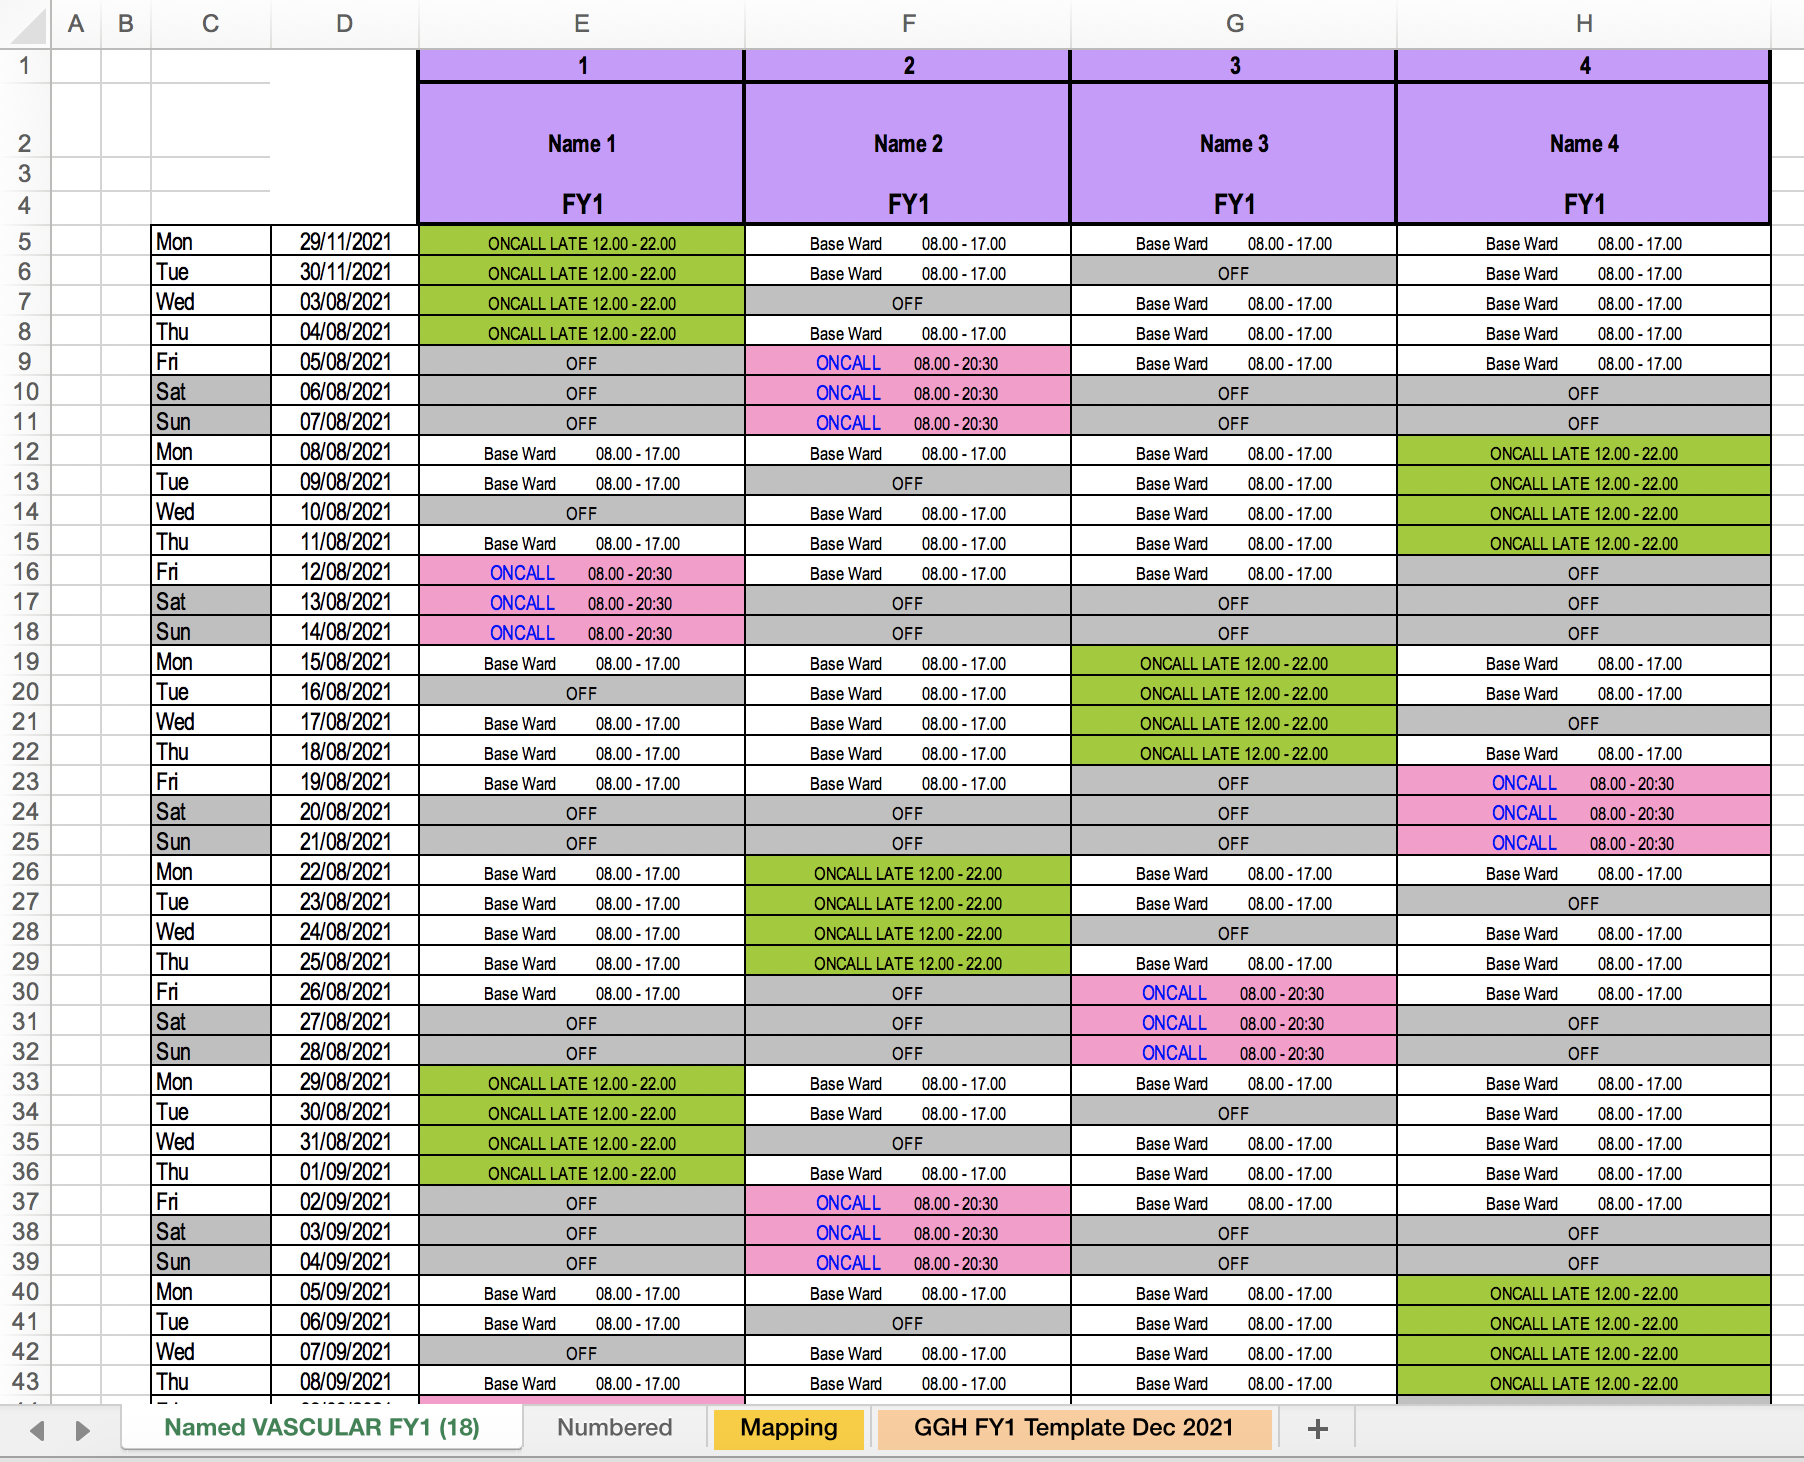 A B C D E F G H
1 1 2 3 4
2 Name 1 Name 2 Name 3 Name 4
3
4 FY1 FY1 FY1 FY1
5 Mon 29/11/2021 ONCALL LATE 12.00 - 22.00 Base Ward 08.00 - 17.00 Base Ward 08.00 - 17.00 Base Ward 08.00 - 17.00
6 Tue 30/11/2021 ONCALL LATE 12.00 - 22.00 Base Ward 08.00 - 17.00 OFF Base Ward 08.00 - 17.00
7 Wed 03/08/2021 ONCALL LATE 12.00 - 22.00 OFF Base Ward 08.00 - 17.00 Base Ward 08.00 - 17.00
8 Thu 04/08/2021 ONCALL LATE 12.00 - 22.00 Base Ward 08.00 - 17.00 Base Ward 08.00 - 17.00 Base Ward 08.00 - 17.00
9 Fri 05/08/2021 OFF ONCALL 08.00 - 20:30 Base Ward 08.00 - 17.00 Base Ward 08.00 - 17.00
10 Sat 06/08/2021 OFF ONCALL 08.00 - 20:30 OFF OFF
11 Sun 07/08/2021 OFF ONCALL 08.00 - 20:30 OFF OFF
12 Mon 08/08/2021 Base Ward 08.00 - 17.00 Base Ward 08.00 - 17.00 Base Ward 08.00 - 17.00 ONCALL LATE 12.00 - 22.00
13 Tue 09/08/2021 Base Ward 08.00 - 17.00 OFF Base Ward 08.00 - 17.00 ONCALL LATE 12.00 - 22.00
14 Wed 10/08/2021 OFF Base Ward 08.00 - 17.00 Base Ward 08.00 - 17.00 ONCALL LATE 12.00 - 22.00
15 Thu 11/08/2021 Base Ward 08.00 - 17.00 Base Ward 08.00 - 17.00 Base Ward 08.00 - 17.00 ONCALL LATE 12.00 - 22.00
16 Fri 12/08/2021 ONCALL 08.00 - 20:30 Base Ward 08.00 - 17.00 Base Ward 08.00 - 17.00 OFF
17 Sat 13/08/2021 ONCALL 08.00 - 20:30 OFF OFF OFF
18 Sun 14/08/2021 ONCALL 08.00 - 20:30 OFF OFF OFF
19 Mon 15/08/2021 Base Ward 08.00 - 17.00 Base Ward 08.00 - 17.00 ONCALL LATE 12.00 - 22.00 Base Ward 08.00 - 17.00
20 Tue 16/08/2021 OFF Base Ward 08.00 - 17.00 ONCALL LATE 12.00 - 22.00 Base Ward 08.00 - 17.00
21 Wed 17/08/2021 Base Ward 08.00 - 17.00 Base Ward 08.00 - 17.00 ONCALL LATE 12.00 - 22.00 OFF
22 Thu 18/08/2021 Base Ward 08.00 - 17.00 Base Ward 08.00 - 17.00 ONCALL LATE 12.00 - 22.00 Base Ward 08.00 - 17.00
23 Fri 19/08/2021 Base Ward 08.00 - 17.00 Base Ward 08.00 - 17.00 OFF ONCALL 08.00 - 20:30
24 Sat 20/08/2021 OFF OFF OFF ONCALL 08.00 - 20:30
25 Sun 21/08/2021 OFF OFF OFF ONCALL 08.00 - 20:30
26 Mon 22/08/2021 Base Ward 08.00 - 17.00 ONCALL LATE 12.00 - 22.00 Base Ward 08.00 - 17.00 Base Ward 08.00 - 17.00
27 Tue 23/08/2021 Base Ward 08.00 - 17.00 ONCALL LATE 12.00 - 22.00 Base Ward 08.00 - 17.00 OFF
28 Wed 24/08/2021 Base Ward 08.00 - 17.00 ONCALL LATE 12.00 - 22.00 OFF Base Ward 08.00 - 17.00
29 Thu 25/08/2021 Base Ward 08.00 - 17.00 ONCALL LATE 12.00 - 22.00 Base Ward 08.00 - 17.00 Base Ward 08.00 - 17.00
30 Fri 26/08/2021 Base Ward 08.00 - 17.00 OFF ONCALL 08.00 - 20:30 Base Ward 08.00 - 17.00
31 Sat 27/08/2021 OFF OFF ONCALL 08.00 - 20:30 OFF
32 Sun 28/08/2021 OFF OFF ONCALL 08.00 - 20:30 OFF
33 Mon 29/08/2021 ONCALL LATE 12.00 - 22.00 Base Ward 08.00 - 17.00 Base Ward 08.00 - 17.00 Base Ward 08.00 - 17.00
34 Tue 30/08/2021 ONCALL LATE 12.00 - 22.00 Base Ward 08.00 - 17.00 OFF Base Ward 08.00 - 17.00
35 Wed 31/08/2021 ONCALL LATE 12.00 - 22.00 OFF Base Ward 08.00 - 17.00 Base Ward 08.00 - 17.00
36 Thu 01/09/2021 ONCALL LATE 12.00 - 22.00 Base Ward 08.00 - 17.00 Base Ward 08.00 - 17.00 Base Ward 08.00 - 17.00
37 Fri 02/09/2021 OFF ONCALL 08.00 - 20:30 Base Ward 08.00 - 17.00 Base Ward 08.00 - 17.00
38 Sat 03/09/2021 OFF ONCALL 08.00 - 20:30 OFF OFF
39 Sun 04/09/2021 OFF ONCALL 08.00 - 20:30 OFF OFF
40 Mon 05/09/2021 Base Ward 08.00 - 17.00 Base Ward 08.00 - 17.00 Base Ward 08.00 - 17.00 ONCALL LATE 12.00 - 22.00
41 Tue 06/09/2021 Base Ward 08.00 - 17.00 OFF Base Ward 08.00 - 17.00 ONCALL LATE 12.00 - 22.00
42 Wed 07/09/2021 OFF Base Ward 08.00 - 17.00 Base Ward 08.00 - 17.00 ONCALL LATE 12.00 - 22.00
43 Thu 08/09/2021 Base Ward 08.00 - 17.00 Base Ward 08.00 - 17.00 Base Ward 08.00 - 17.00 ONCALL LATE 12.00 - 22.00
Named VASCULAR FY1 (18) Numbered Mapping GGH FY1 Template Dec 2021 +